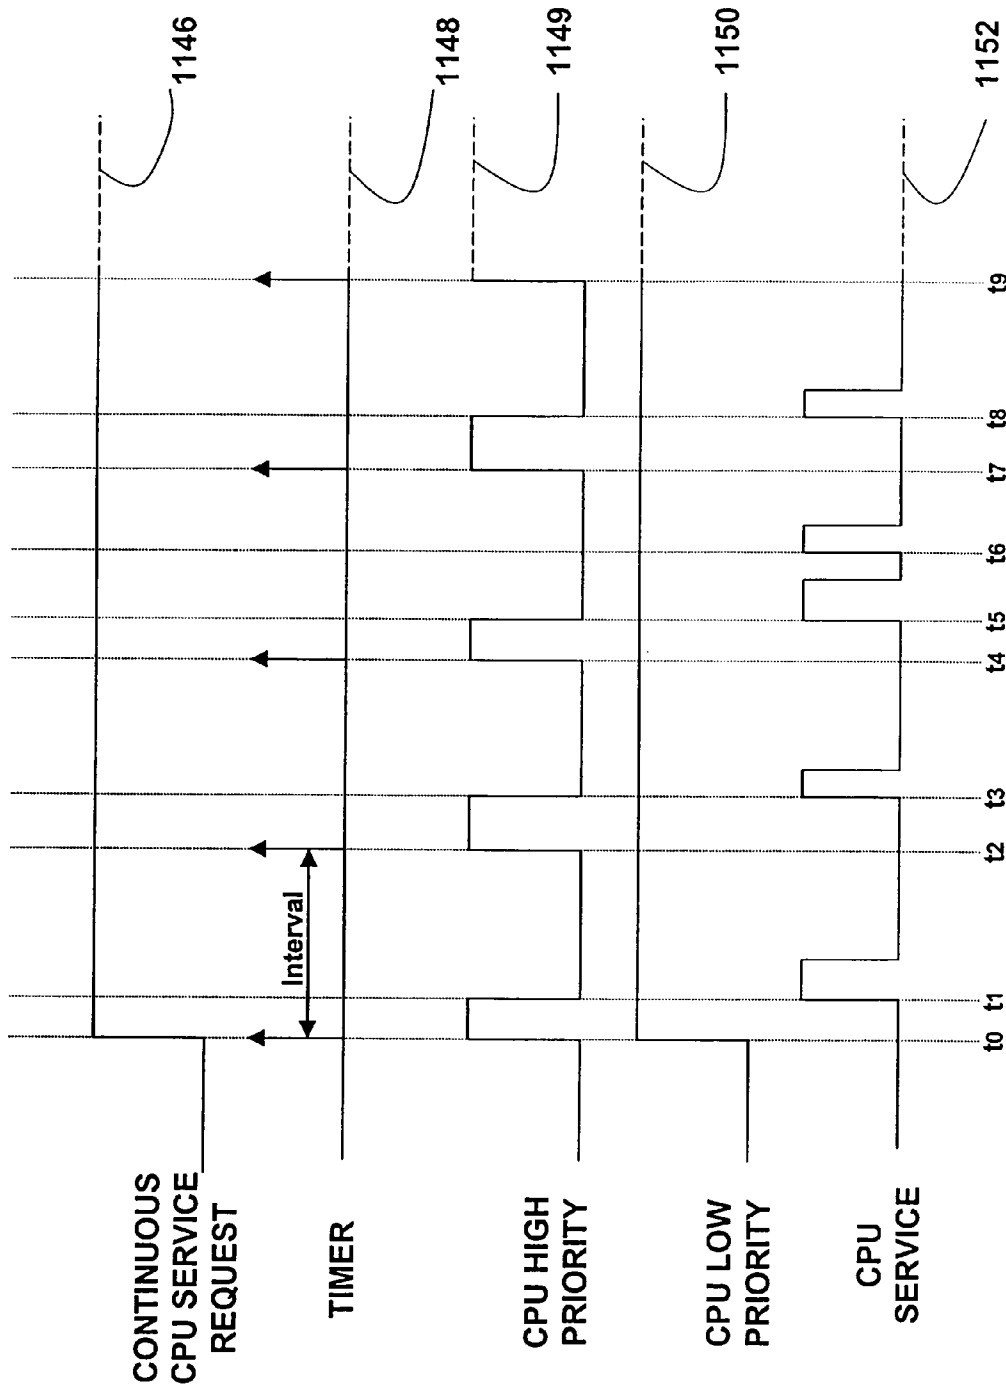 CONTINUOUS
CPU SERVICE
REQUEST
1146
Interval
TIMER
1148
CPU HIGH
PRIORITY
1149
CPU LOW
PRIORITY
1150
CPU
SERVICE
1152
t0 t1 t2 t3 t4 t5 t6 t7 t8 t9